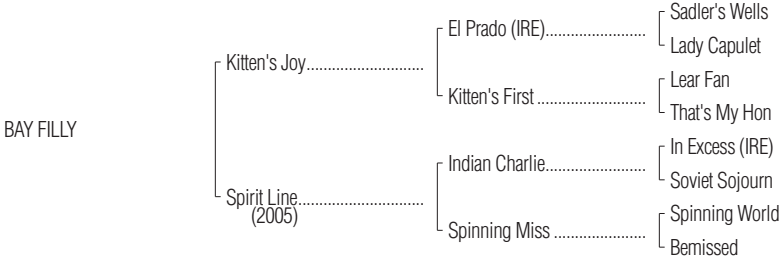 Sadler's Wells
El Prado (IRE)..........................
Lady Capulet
Kitten's Joy..............................
Lear Fan
Kitten's First............................
That's My Hon
BAY FILLY
In Excess (IRE)
Indian Charlie..........................
Soviet Sojourn
Spirit Line................................
(2005)
Spinning World
Spinning Miss ........................
Bemissed